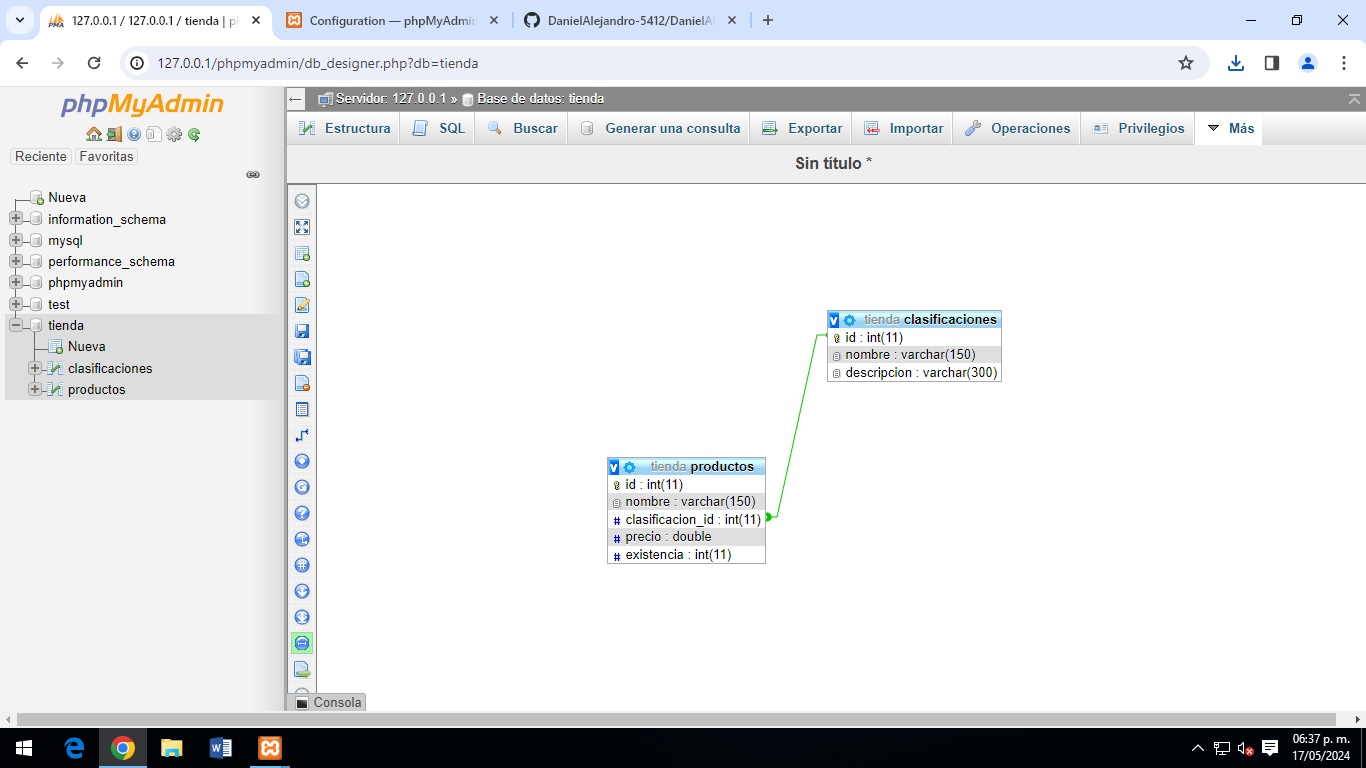 127.0.0.1 / 127.0.0.1 / tienda | p
Configuration — phpMyAdmin
DanielAlejandro-5412/DanielAl
127.0.0.1/phpmyadmin/db_designer.php?db=tienda
phpMyAdmin
Reciente Favoritas
Nueva
information_schema
mysql
performance_schema
phpmyadmin
test
tienda
Nueva
clasificaciones
productos
Servidor: 127.0.0.1 » Base de datos: tienda
Estructura SQL Buscar Generar una consulta Exportar Importar Operaciones Privilegios Más
Sin título *
v tienda clasificaciones
id : int(11)
nombre : varchar(150)
descripcion : varchar(300)
v tienda productos
id : int(11)
nombre : varchar(150)
# clasificacion_id : int(11)
# precio : double
# existencia : int(11)
Consola
06:37 p. m.
17/05/2024